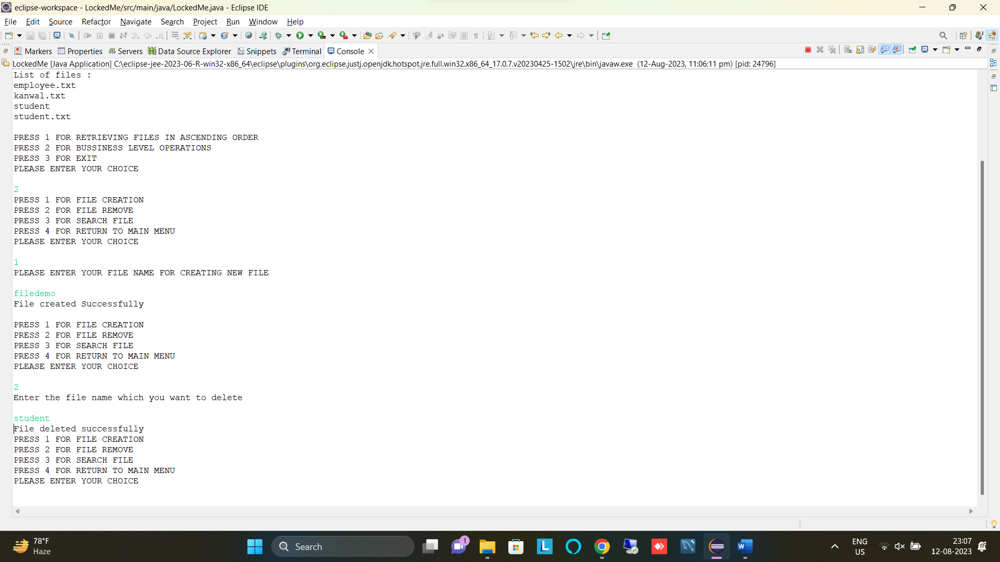 eclipse-workspace - LockedMe/src/main/java/LockedMe.java - Eclipse IDE
File Edit Source Refactor Navigate Search Project Run Window Help
Markers Properties Servers Data Source Explorer Snippets Terminal Console
LockedMe [Java Application] C:\eclipse-jee-2023-06-R-win32-x86_64\eclipse\plugins\org.eclipse.justj.openjdk.hotspot.jre.full.win32.x86_64_17.0.7.v20230425-1502\jre\bin\javaw.exe (12-Aug-2023, 11:06:11 pm) [pid: 24796]
List of files :
employee.txt
kanwal.txt
student
student.txt
PRESS 1 FOR RETRIEVING FILES IN ASCENDING ORDER
PRESS 2 FOR BUSSINESS LEVEL OPERATIONS
PRESS 3 FOR EXIT
PLEASE ENTER YOUR CHOICE
2
PRESS 1 FOR FILE CREATION
PRESS 2 FOR FILE REMOVE
PRESS 3 FOR SEARCH FILE
PRESS 4 FOR RETURN TO MAIN MENU
PLEASE ENTER YOUR CHOICE
1
PLEASE ENTER YOUR FILE NAME FOR CREATING NEW FILE
filedemo
File created Successfully
PRESS 1 FOR FILE CREATION
PRESS 2 FOR FILE REMOVE
PRESS 3 FOR SEARCH FILE
PRESS 4 FOR RETURN TO MAIN MENU
PLEASE ENTER YOUR CHOICE
2
Enter the file name which you want to delete
student
File deleted successfully
PRESS 1 FOR FILE CREATION
PRESS 2 FOR FILE REMOVE
PRESS 3 FOR SEARCH FILE
PRESS 4 FOR RETURN TO MAIN MENU
PLEASE ENTER YOUR CHOICE
78°F
Haze
Search
1
L
W
ENG
US
23:07
12-08-2023